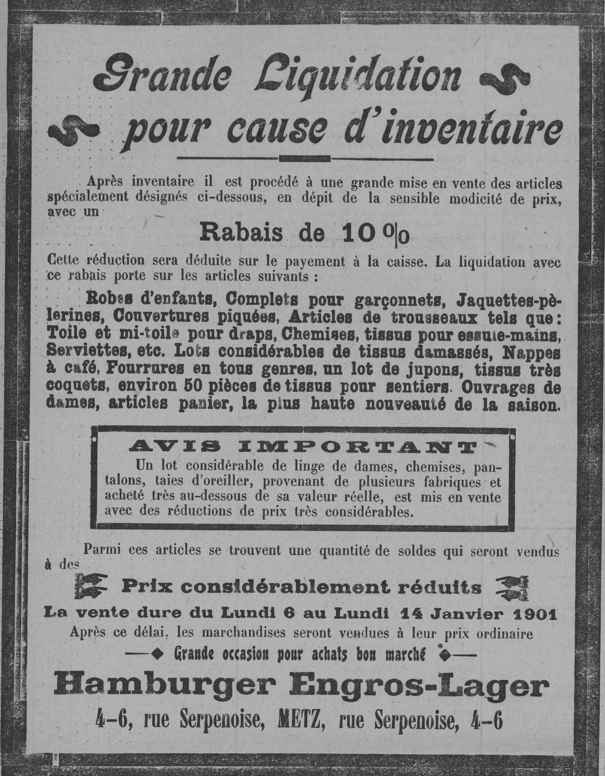 Grande Liquidation
pour cause d'inventaire
Après inventaire il est procédé à une grande mise en vente des articles
spécialement désignés ci-dessous, en dépit de la sensible modicité de prix,
avec un
Rabais de 10 %
Cette réduction sera déduite sur le payement à la caisse. La liquidation avec
ce rabais porte sur les articles suivants :
Robes d'enfants, Complets pour garçonnets, Jaquettes-pè-
lerines, Couvertures piquées, Articles de trousseaux tels que :
Toile et mi-toile pour draps, Chemises, tissus pour essuie-mains,
Serviettes, etc. Lots considérables de tissus damassés, Nappes
à café, Fourrures en tous genres, un lot de jupons, tissus très
coquets, environ 50 pièces de tissus pour sentiers. Ouvrages de
dames, articles panier, la plus haute nouveauté de la saison.
AVIS IMPORTANT
Un lot considérable de linge de dames, chemises, pan-
talons, taies d'oreiller, provenant de plusieurs fabriques et
acheté très au-dessous de sa valeur réelle, est mis en vente
avec des réductions de prix très considérables.
Parmi ces articles se trouvent une quantité de soldes qui seront vendus
à des
Prix considérablement réduits
La vente dure du Lundi 6 au Lundi 14 Janvier 1901
Après ce délai, les marchandises seront vendues à leur prix ordinaire
Grande occasion pour achats bon marché
Hamburger Engros-Lager
4-6, rue Serpenoise, METZ, rue Serpenoise, 4-6